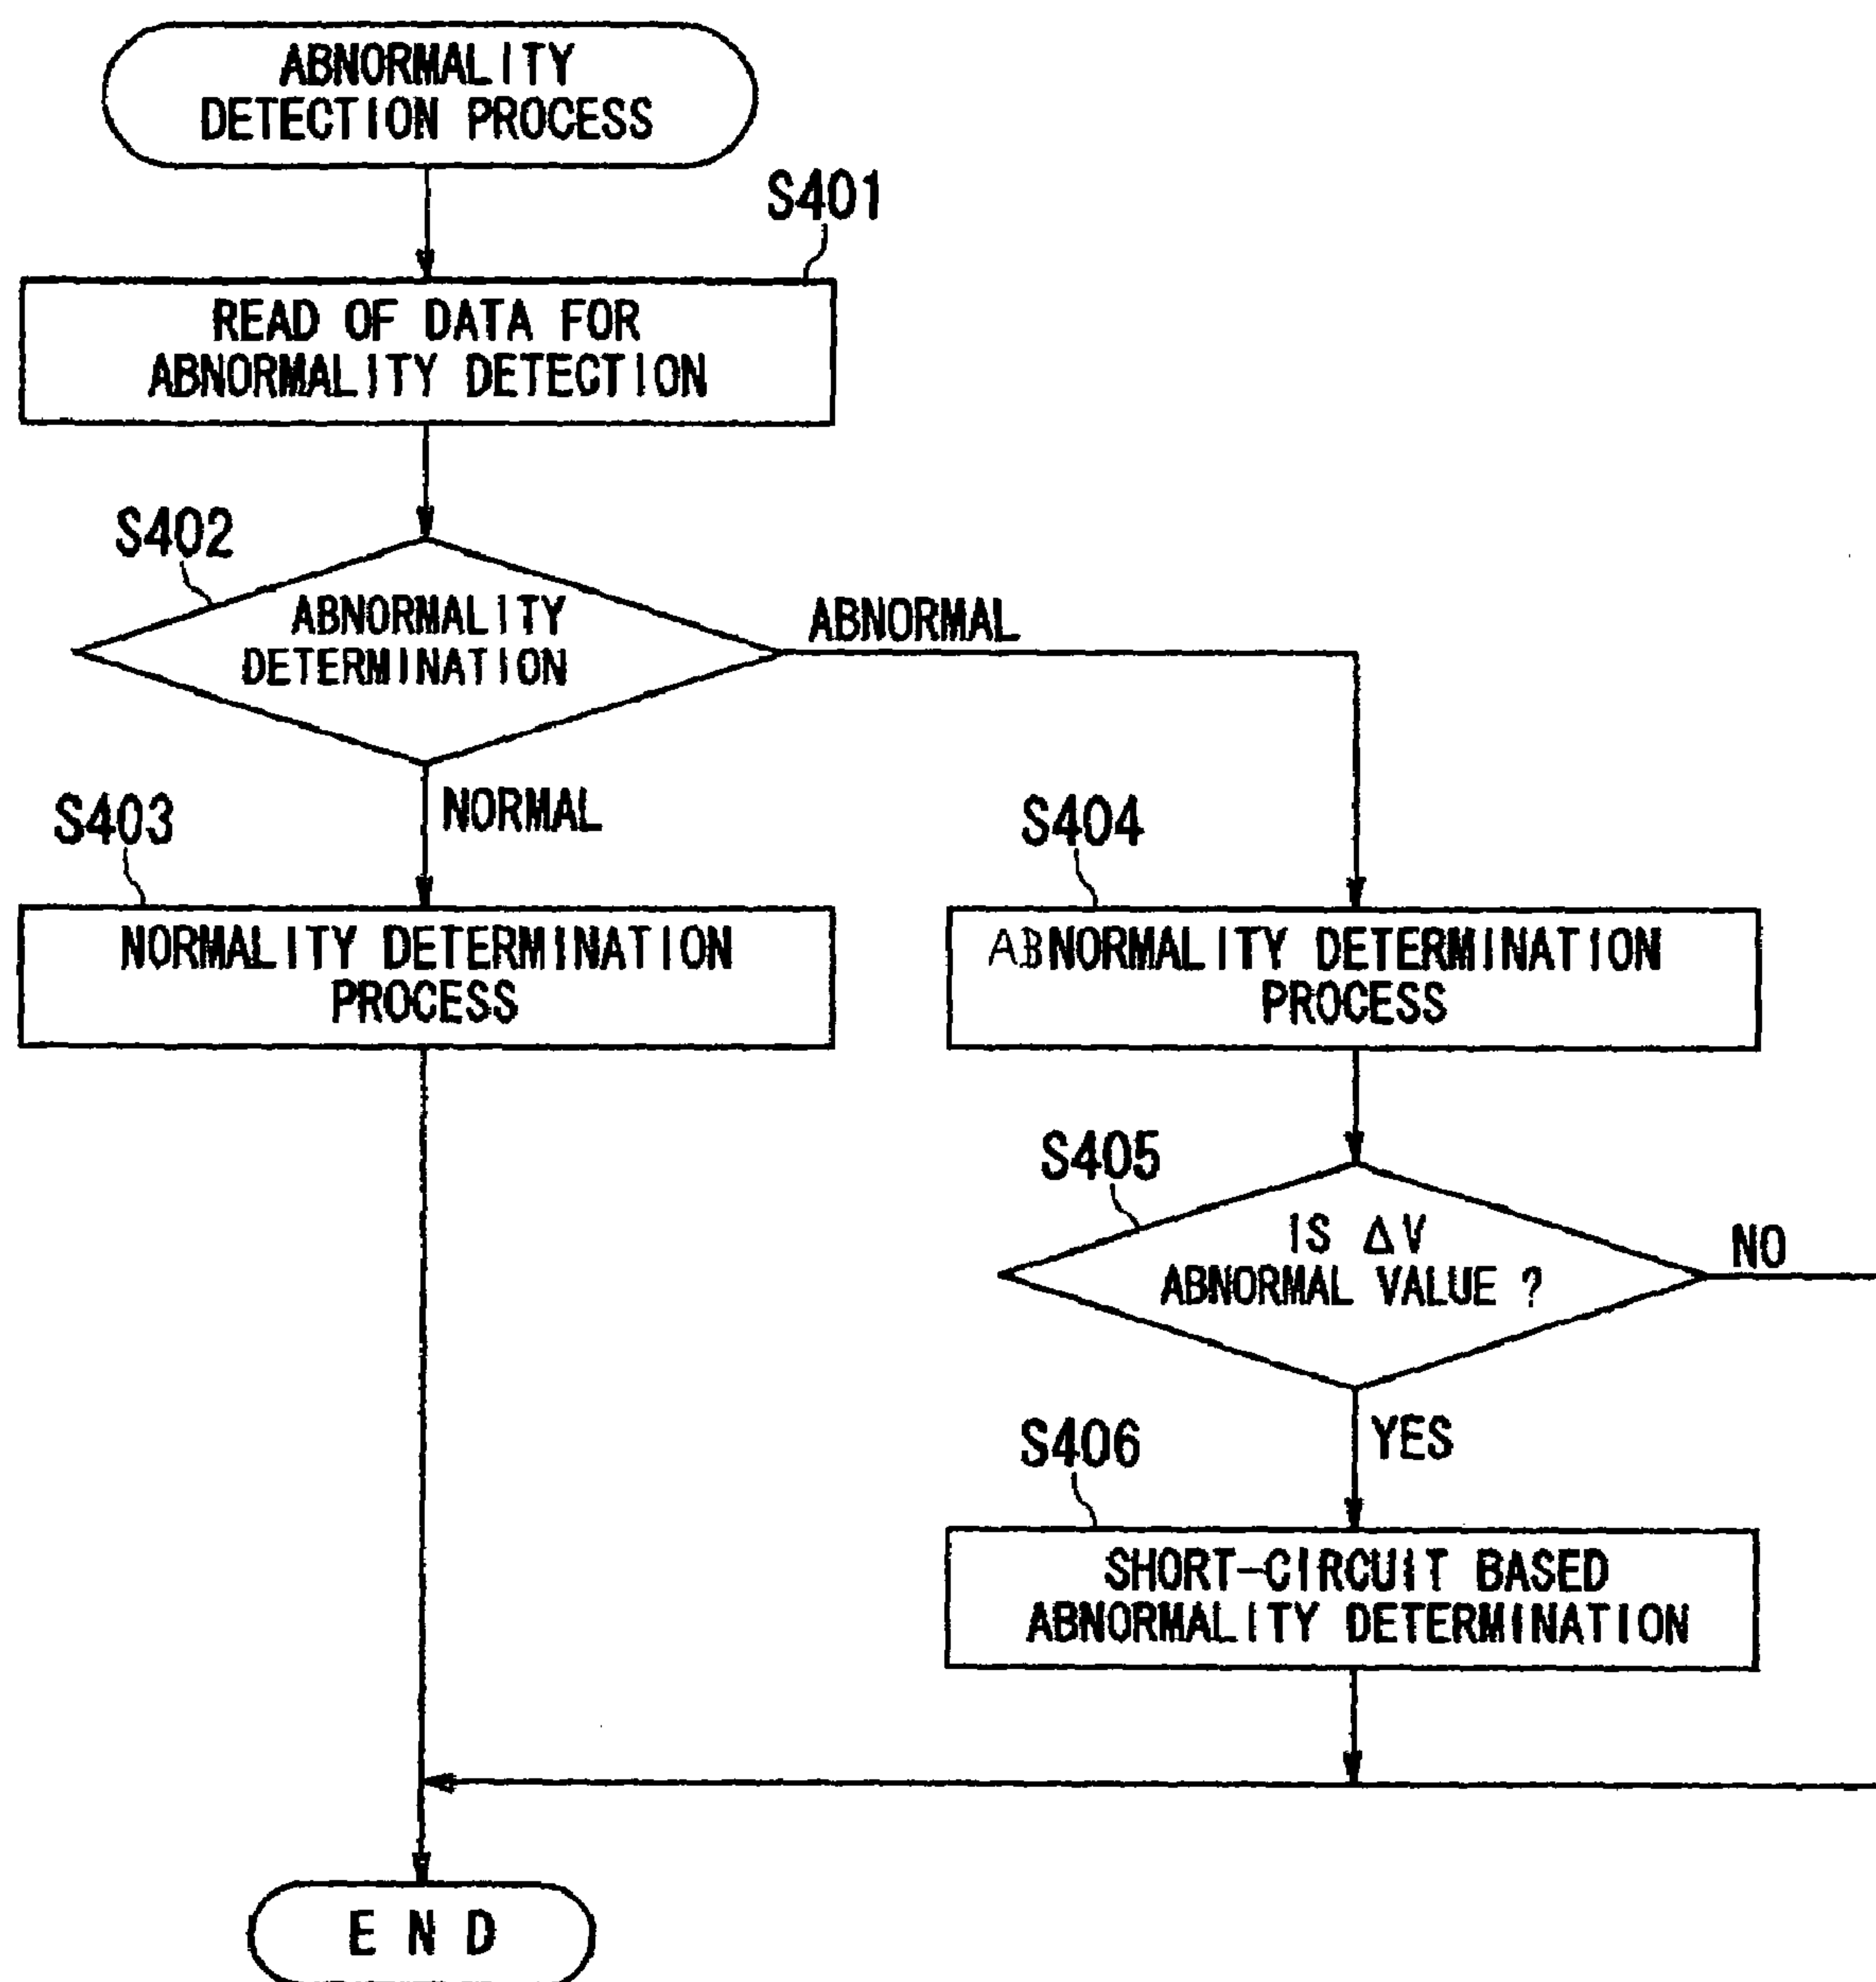 ABNORMALITY
DETECTION PROCESS
S401
READ OF DATA FOR
ABNORMALITY DETECTION
S402
ABNORMALITY
DETERMINATION
ABNORMAL
NORMAL
S403
NORMALITY DETERMINATION
PROCESS
S404
ABNORMALITY DETERMINATION
PROCESS
S405
IS ΔV
ABNORMAL VALUE ?
NO
YES
S406
SHORT-CIRCUIT BASED
ABNORMALITY DETERMINATION
END